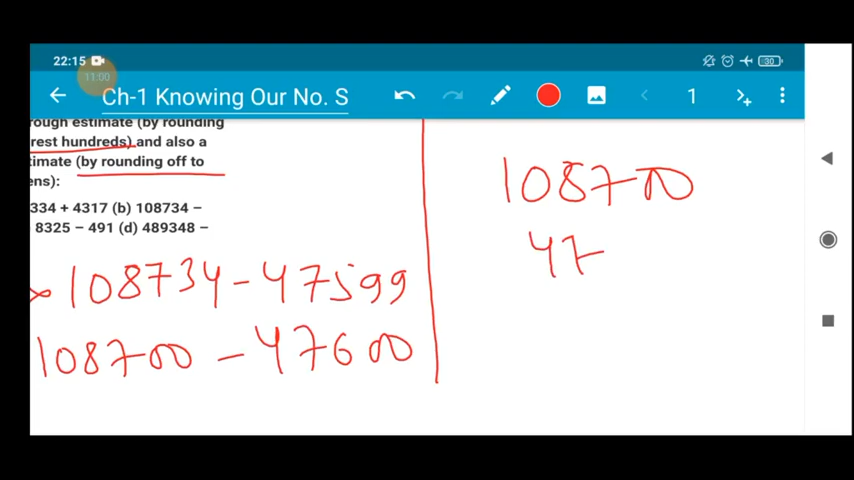 22:15
11:00
30
Ch-1 Knowing Our No. S
1
rough estimate (by rounding
rest hundreds) and also a
timate (by rounding off to
ens):
334 + 4317 (b) 108734 –
8325 – 491 (d) 489348 –
108734 - 47599
108700 - 47600
108700
47